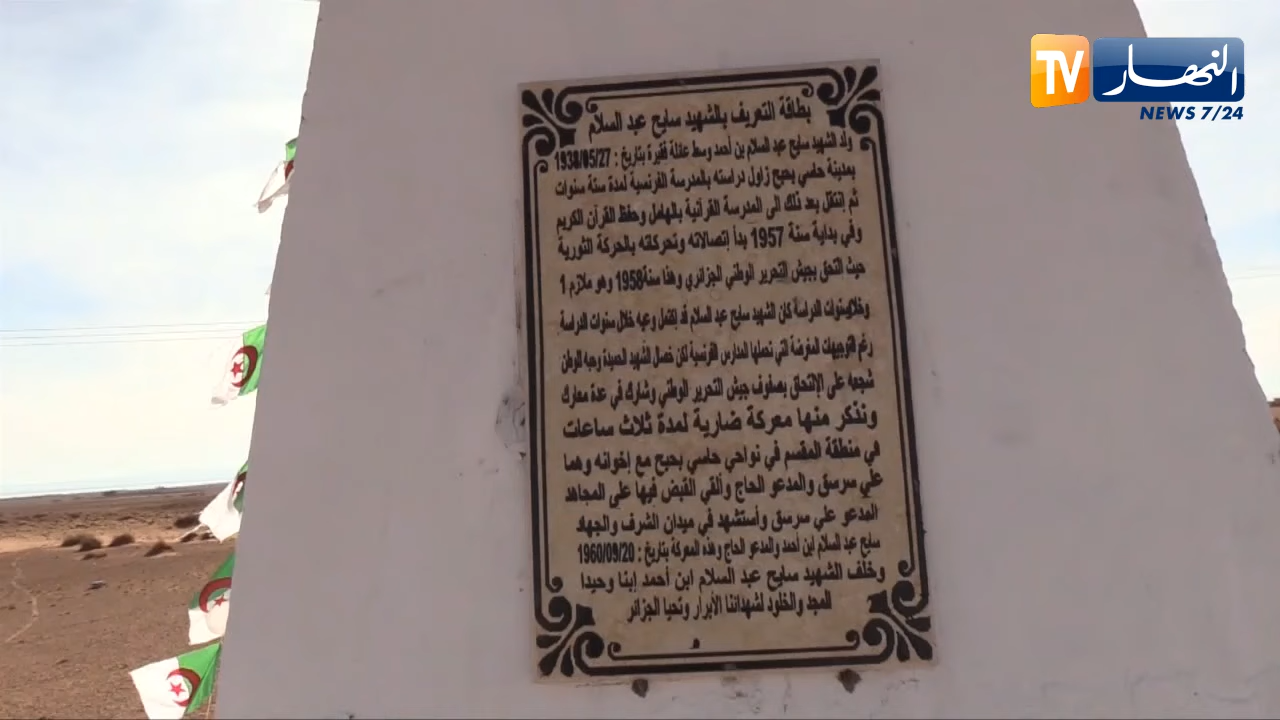 TV النهار
NEWS 7/24
بطاقة التعريف بالشهيد سايح عبد السلام
ولد الشهيد سايح عبد السلام بن أحمد وسط عائلة فقيرة بتاريخ : 1938/05/27
بمدينة حاسي بحبح زاول دراسته بالمدرسة الفرنسية لمدة ستة سنوات
ثم إنتقل بعد ذلك الى المدرسة القرآنية بالهامل وحفظ القرآن الكريم
وفي بداية سنة 1957 بدأ إتصالاته وتحركاته بالحركة الثورية
حيث التحق بجيش التحرير الوطني الجزائري وهذا سنة1958 وهو ملازم 1
وخلال سنوات الدراسة كان الشهيد سايح عبد السلام قد إكتمل وعيه خلال سنوات الدراسة
رغم التوجيهات المغرضة التي تحملها المدارس الفرنسية لكن خصال الشهيد الحميدة وحبه للوطن
شجعه على الإلتحاق بصفوف جيش التحرير الوطني وشارك في عدة معارك
ونذكر منها معركة ضارية لمدة ثلاث ساعات
في منطقة المقسم في نواحي حاسي بحبح مع إخوانه وهما
علي سرسق والمدعو الحاج وألقي القبض فيها على المجاهد
المدعو علي سرسق وأستشهد في ميدان الشرف والجهاد
سايح عبد السلام ابن أحمد والمدعو الحاج وهذه المعركة بتاريخ : 1960/09/20
وخلف الشهيد سايح عبد السلام ابن أحمد إبنا وحيدا
المجد والخلود لشهدائنا الأبرار وتحيا الجزائر